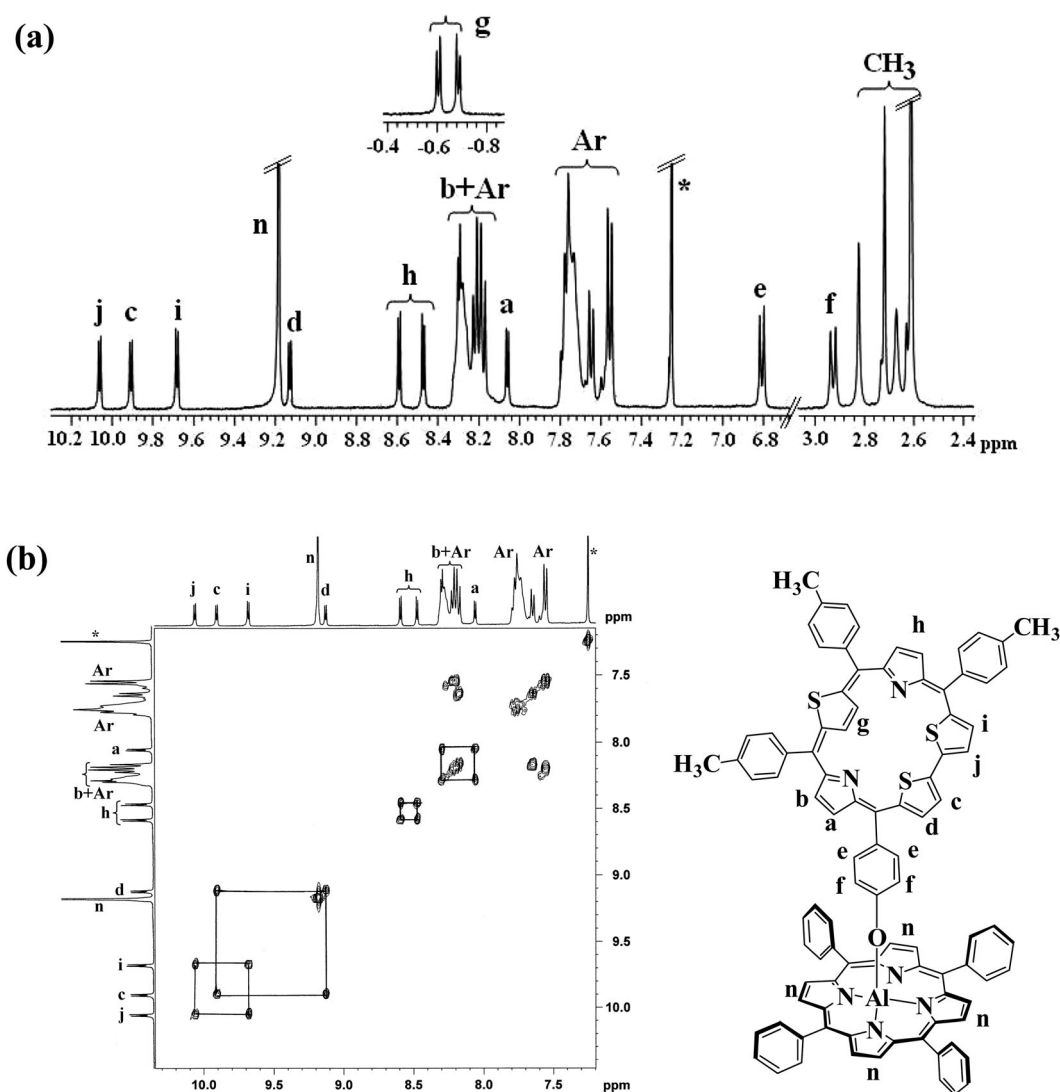 (a)
g
-0.4 -0.6 -0.8
CH3
Ar
b+Ar
n
*
h
j c i d a e f
10.2 10.0 9.8 9.6 9.4 9.2 9.0 8.8 8.6 8.4 8.2 8.0 7.8 7.6 7.4 7.2 7.0 6.8 3.0 2.8 2.6 2.4 ppm
(b)
n b+Ar Ar Ar *
j c i d h a
ppm
*
Ar
Ar
a
b+Ar
h
d
n
i
c
j
7.5
8.0
8.5
9.0
9.5
10.0
10.0 9.5 9.0 8.5 8.0 7.5 ppm
H3C
h
CH3
N
S
g
S
i
j
H3C
N
S
b
c
a
d
e e
f f
O
n
n N N
Al
N N n
n